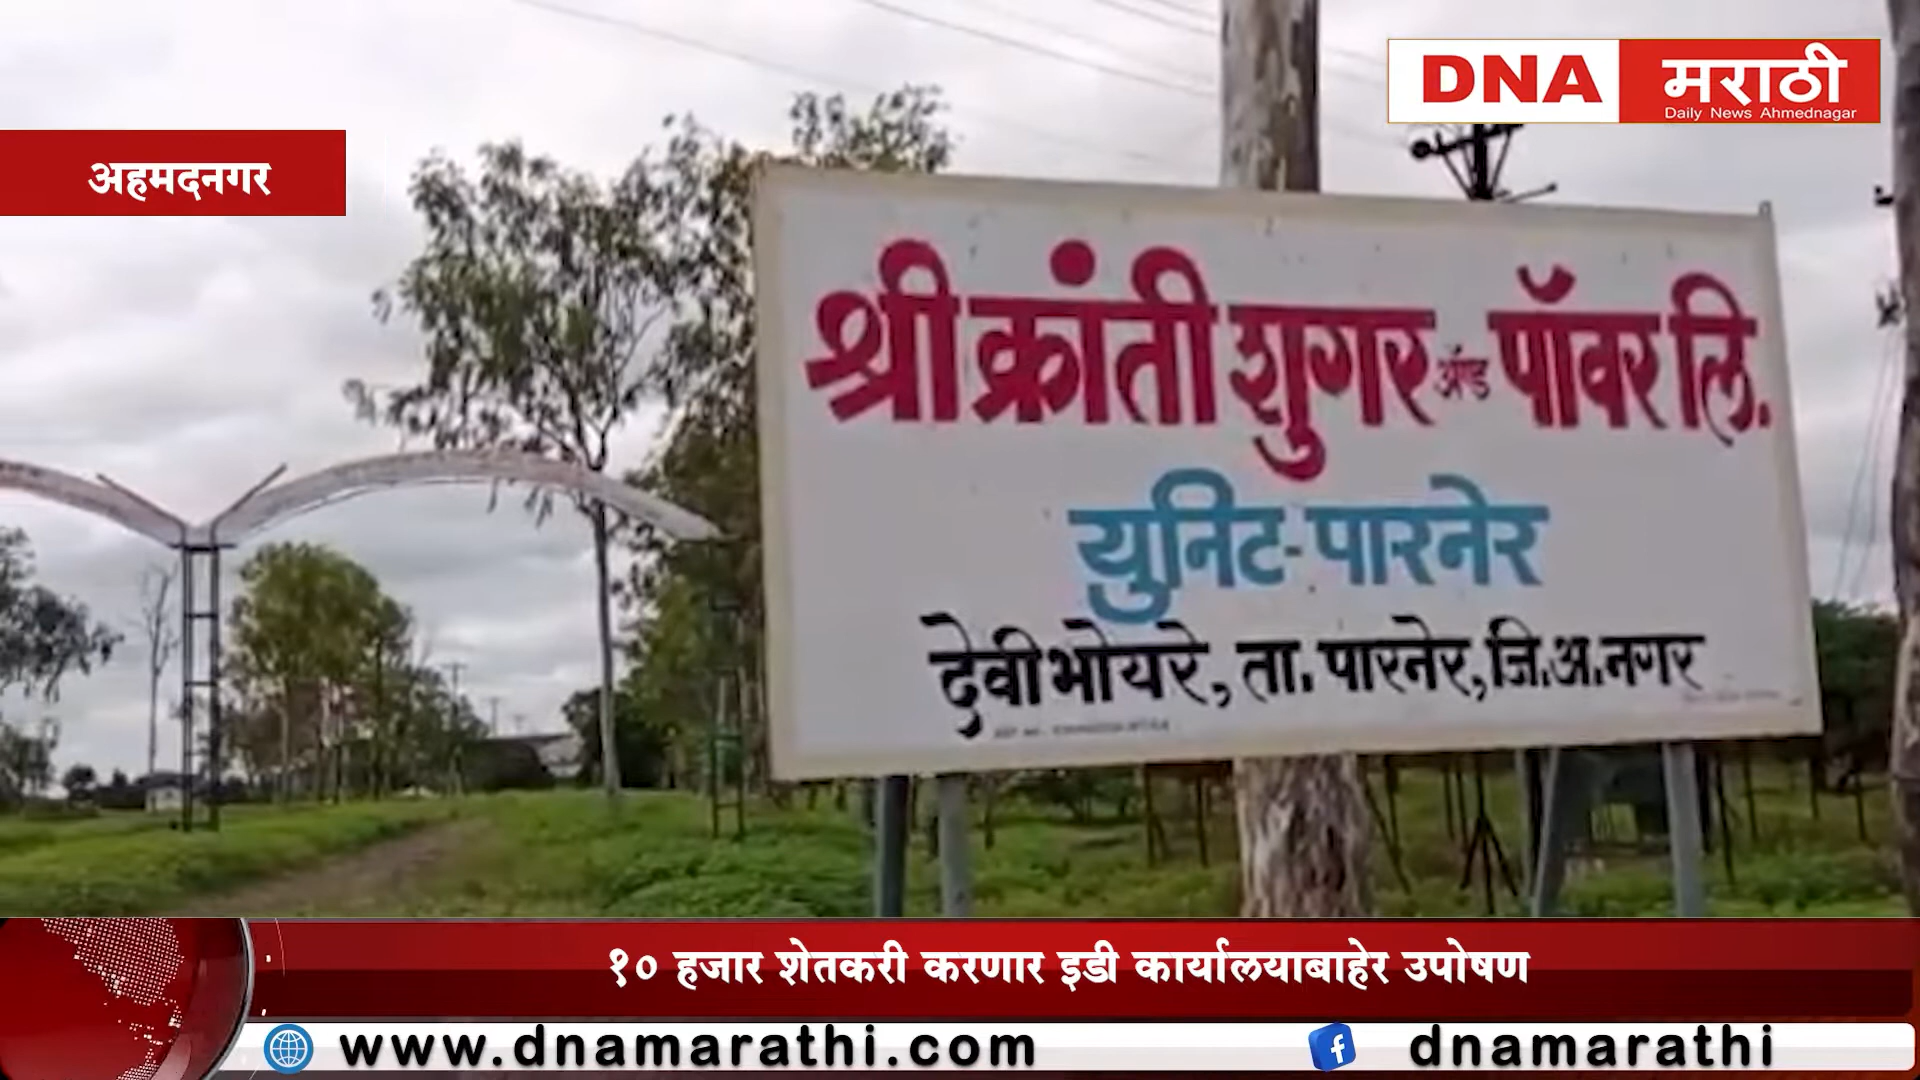 DNA मराठी
Daily News Ahmednagar
अहमदनगर
श्री क्रांती शुगर अॅण्ड पॉवर लि.
युनिट-पारनेर
देवीभोयरे, ता. पारनेर, जि.अ.नगर
१० हजार शेतकरी करणार इडी कार्यालयाबाहेर उपोषण
www.dnamarathi.com
dnamarathi